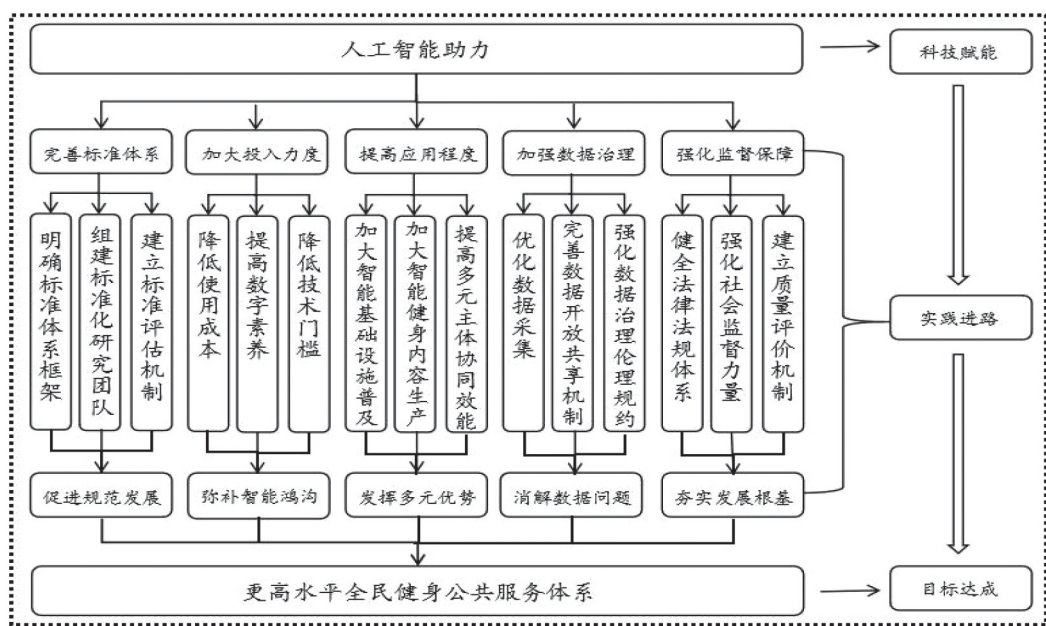 人工智能助力
科技赋能
完善标准体系
加大投入力度
提高应用程度
加强数据治理
强化监督保障
明确标准体系框架
组建标准化研究团队
建立标准评估机制
降低使用成本
提高数字素养
降低技术门槛
加大智能基础设施普及
加大智能健身内容生产
提高多元主体协同效能
优化数据采集
完善数据开放共享机制
强化数据治理伦理规约
健全法律法规体系
强化社会监督力量
建立质量评价机制
实践进路
促进规范发展
弥补智能鸿沟
发挥多元优势
消解数据问题
夯实发展根基
更高水平全民健身公共服务体系
目标达成